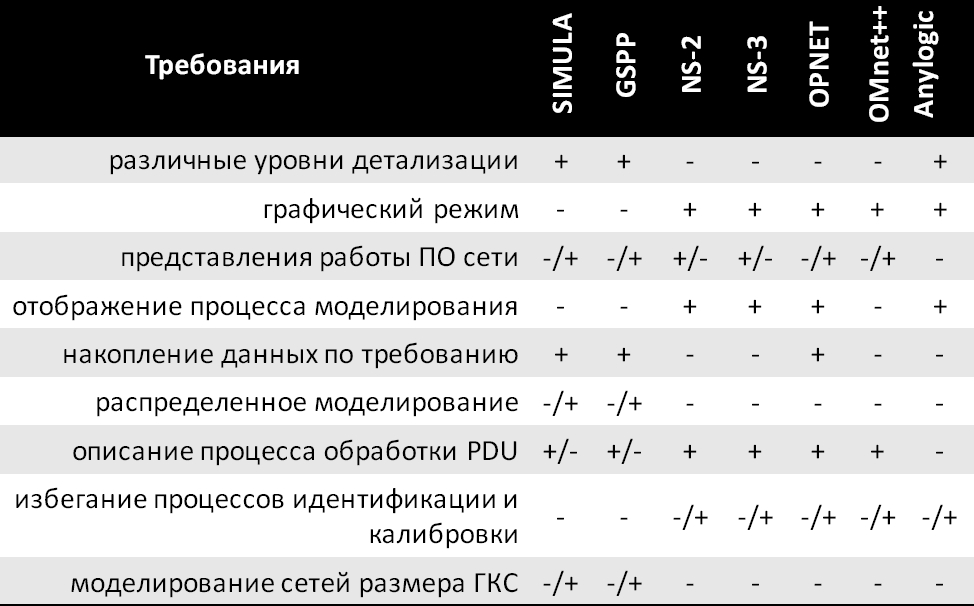 Требования SIMULA GSPP NS-2 NS-3 OPNET OMnet++ Anylogic
различные уровни детализации + + - - - - +
графический режим - - + + + + +
представления работы ПО сети -/+ -/+ +/- +/- -/+ -/+ -
отображение процесса моделирования - - + + + - +
накопление данных по требованию + + - - + - -
распределенное моделирование -/+ -/+ - - - - -
описание процесса обработки PDU +/- +/- + + + + -
избегание процессов идентификации и
калибровки - - -/+ -/+ -/+ -/+ -/+
моделирование сетей размера ГКС -/+ -/+ - - - - -